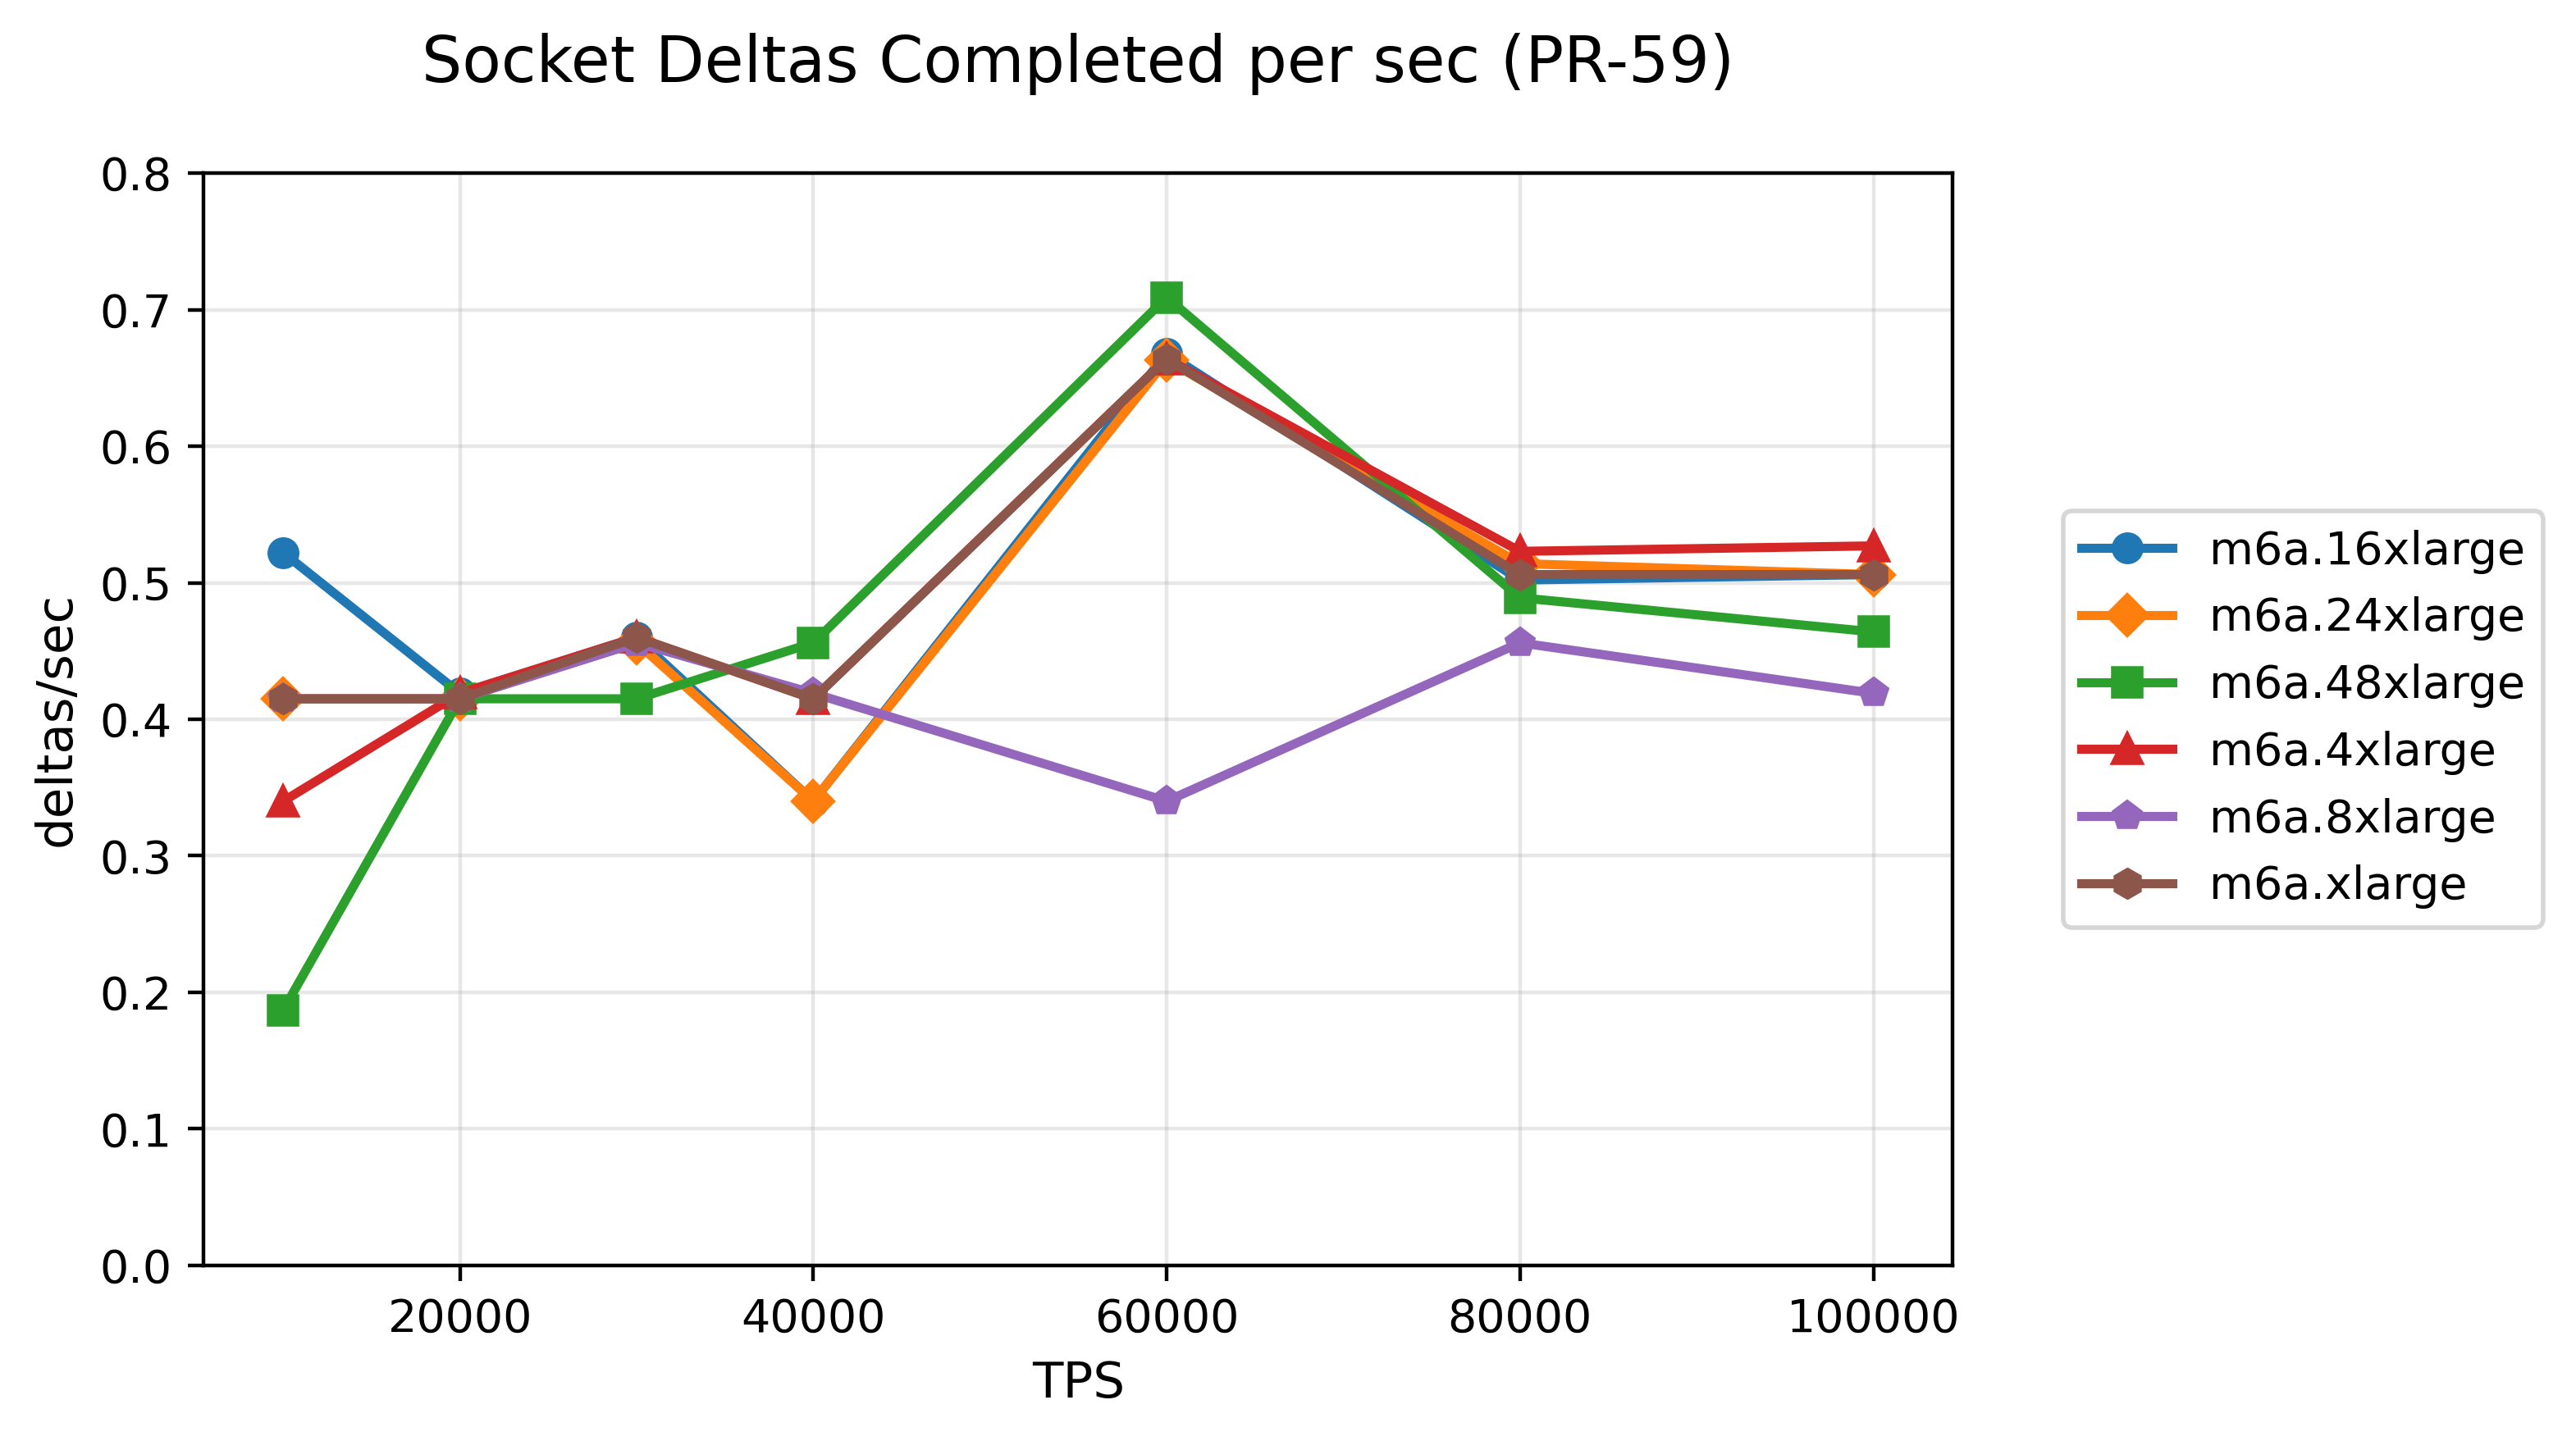 Socket Deltas Completed per sec (PR-59)
0.8
0.7
0.6
0.5
0.4
0.3
0.2
0.1
0.0
deltas/sec
20000
40000
60000
80000
100000
TPS
m6a.16xlarge
m6a.24xlarge
m6a.48xlarge
m6a.4xlarge
m6a.8xlarge
m6a.xlarge